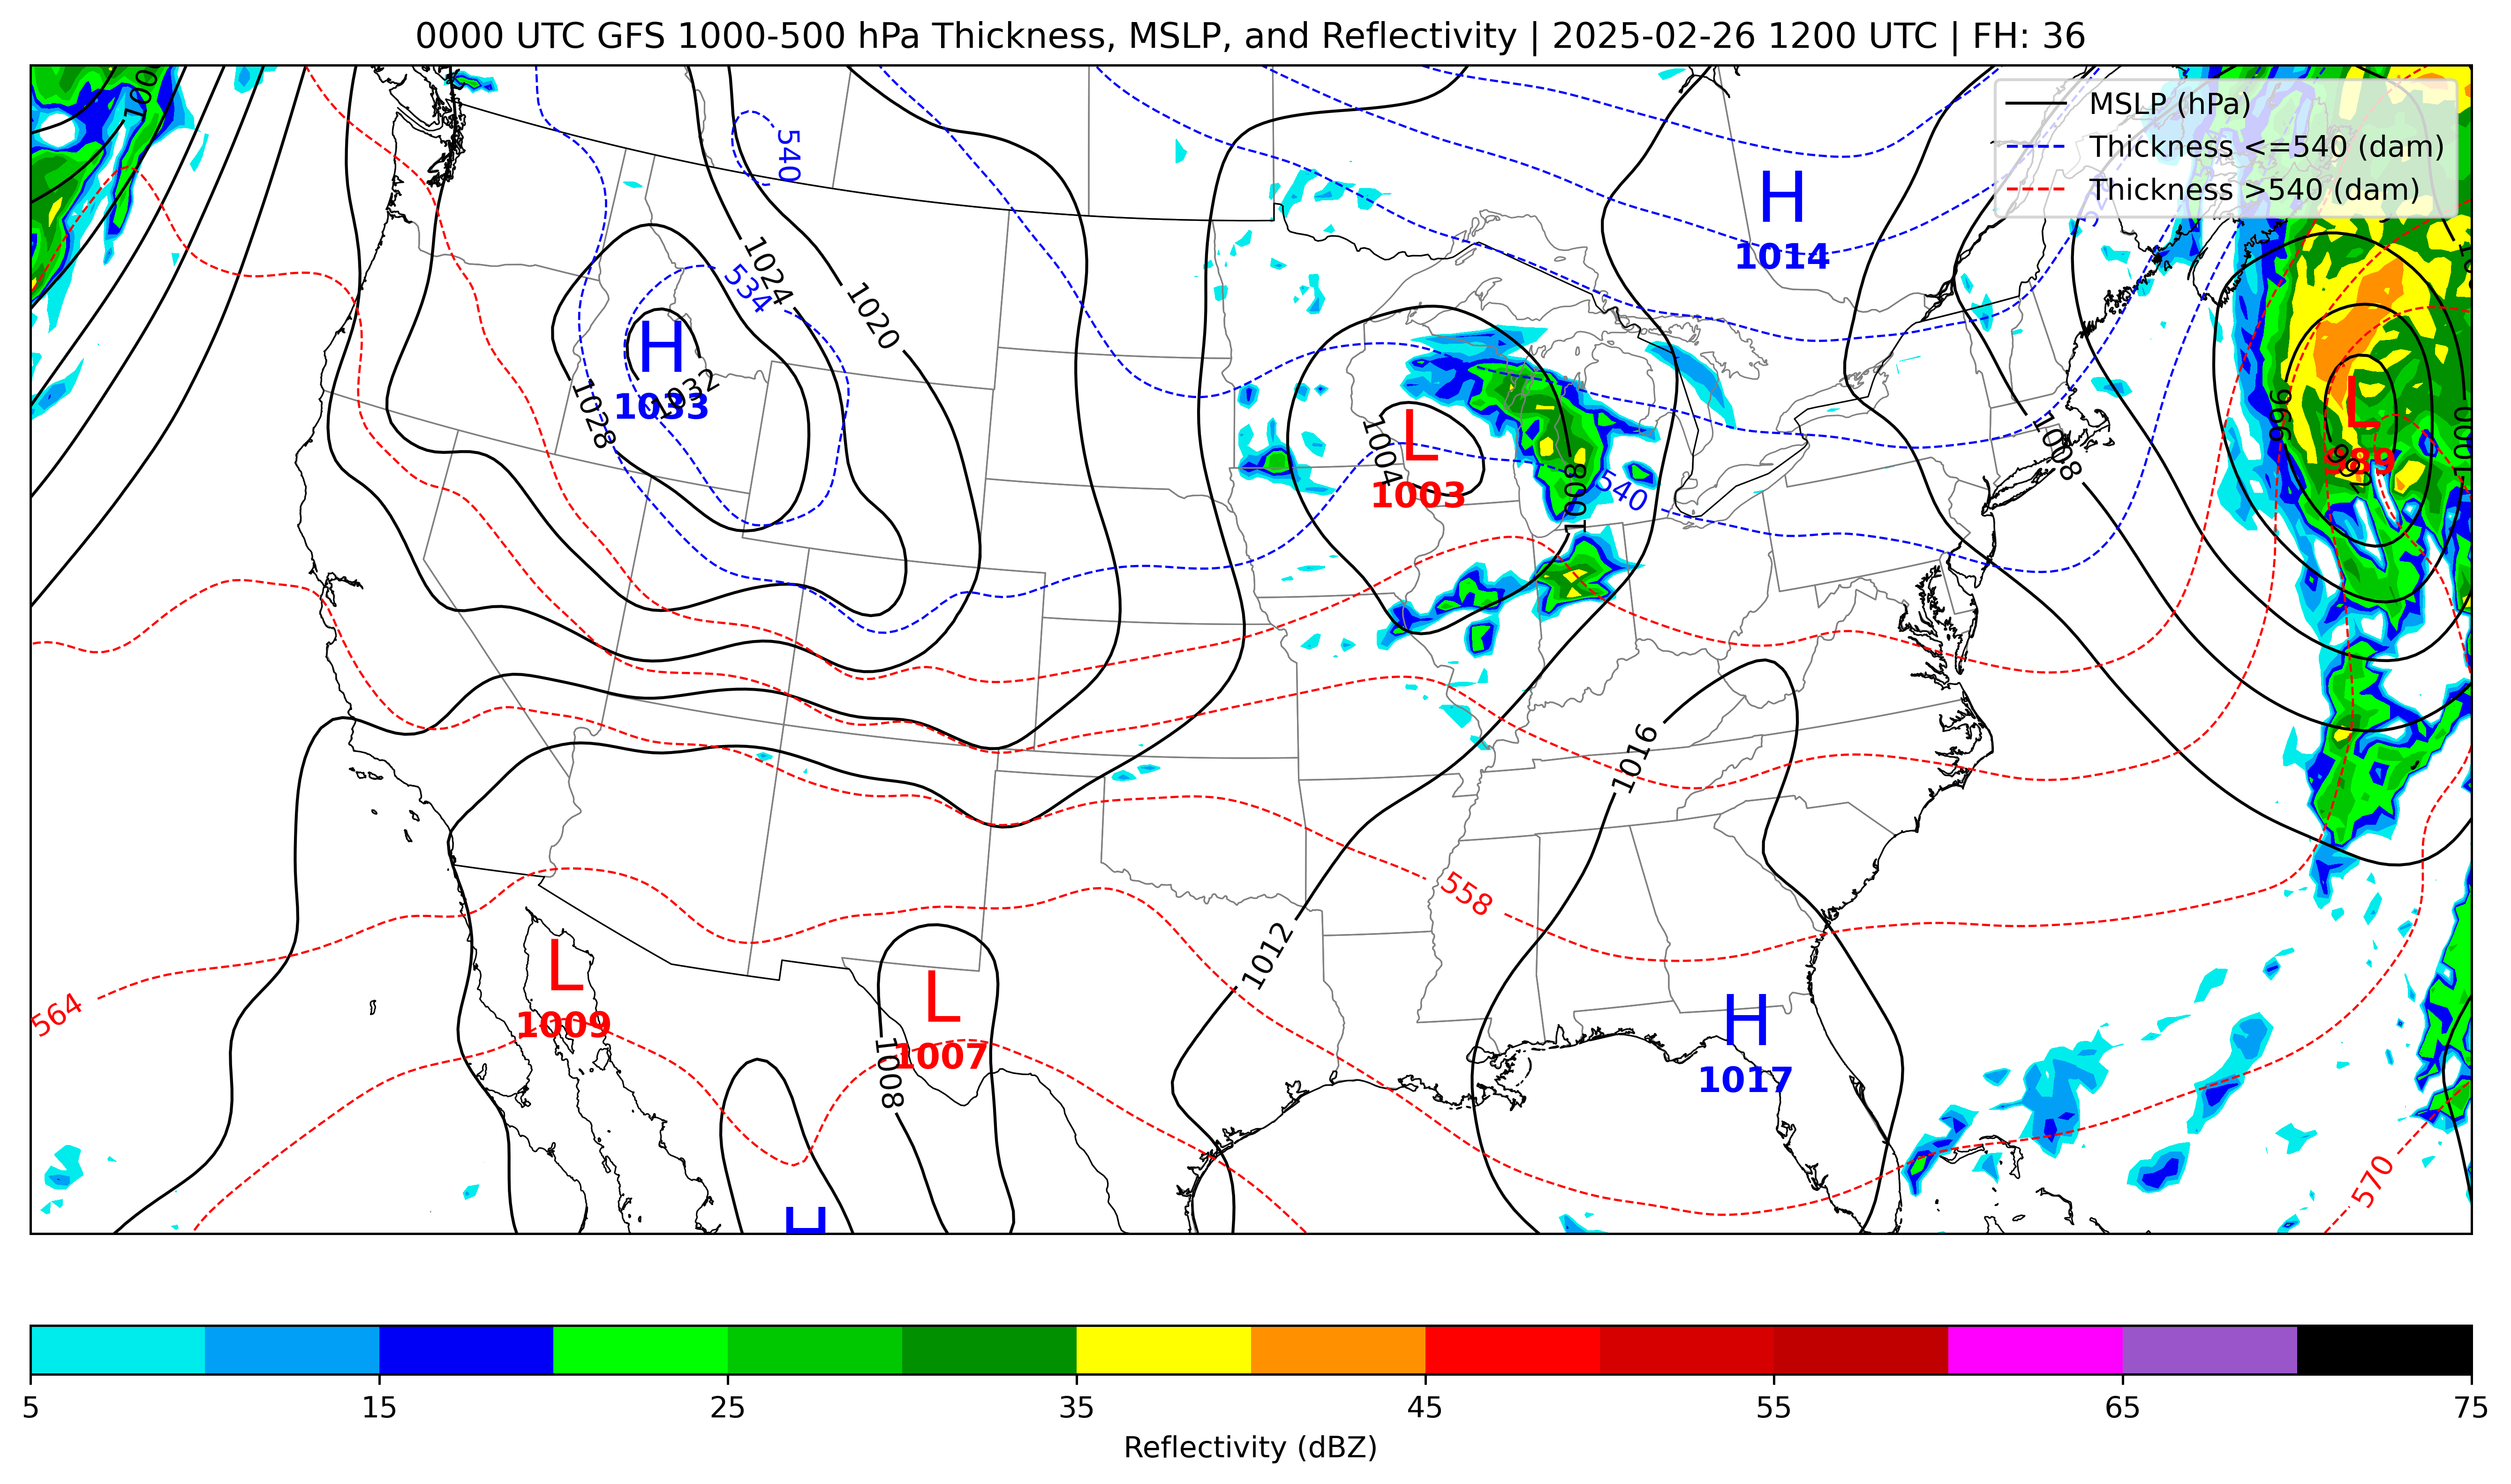 0000 UTC GFS 1000-500 hPa Thickness, MSLP, and Reflectivity | 2025-02-26 1200 UTC | FH: 36
MSLP (hPa)
Thickness <=540 (dam)
Thickness >540 (dam)
540
H
1014
1024
534
1020
H
1033
1032
1028
L
1003
1004
1008
540
1008
996
L
989
1000
1016
558
1012
L
1009
L
1007
1008
H
1017
564
570
H
5 15 25 35 45 55 65 75
Reflectivity (dBZ)